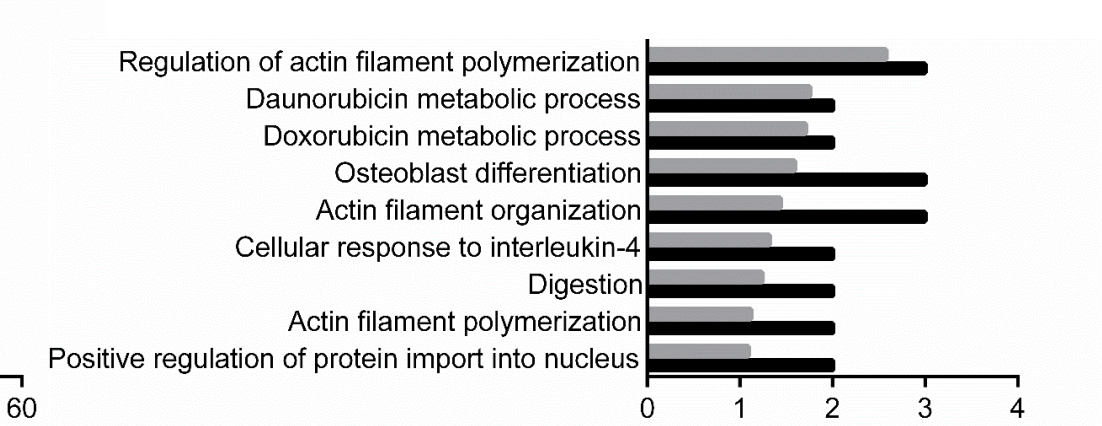 Regulation of actin filament polymerization
Daunorubicin metabolic process
Doxorubicin metabolic process
Osteoblast differentiation
Actin filament organization
Cellular response to interleukin-4
Digestion
Actin filament polymerization
Positive regulation of protein import into nucleus
60 0 1 2 3 4